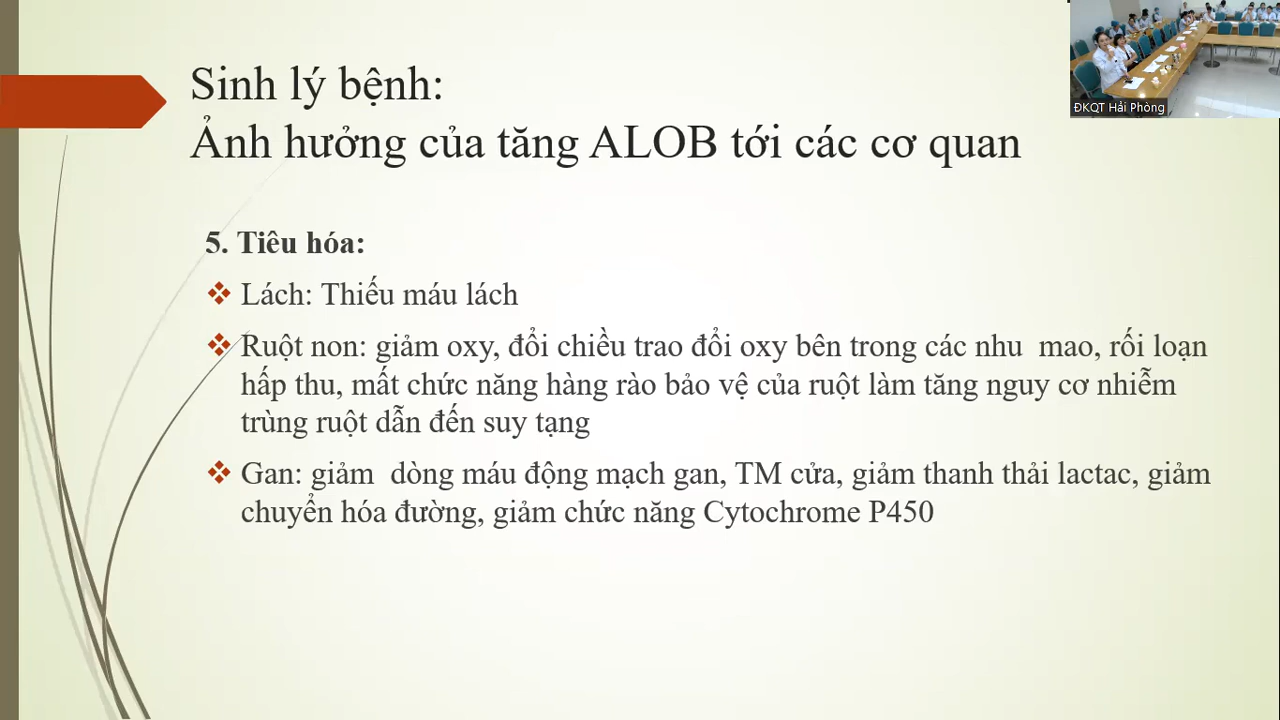 Sinh lý bệnh:
Ảnh hưởng của tăng ALOB tới các cơ quan
ĐKQT Hải Phòng
5. Tiêu hóa:
Lách: Thiếu máu lách
Ruột non: giảm oxy, đổi chiều trao đổi oxy bên trong các nhu mao, rối loạn
hấp thu, mất chức năng hàng rào bảo vệ của ruột làm tăng nguy cơ nhiễm
trùng ruột dẫn đến suy tạng
Gan: giảm dòng máu động mạch gan, TM cửa, giảm thanh thải lactac, giảm
chuyển hóa đường, giảm chức năng Cytochrome P450